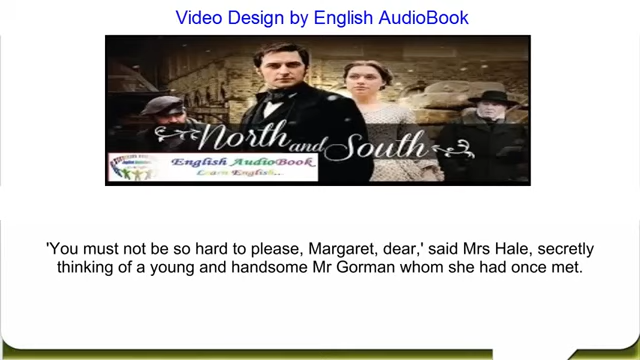 Video Design by English AudioBook
North and South
English AudioBook
Learn English...
'You must not be so hard to please, Margaret, dear,' said Mrs Hale, secretly
thinking of a young and handsome Mr Gorman whom she had once met.